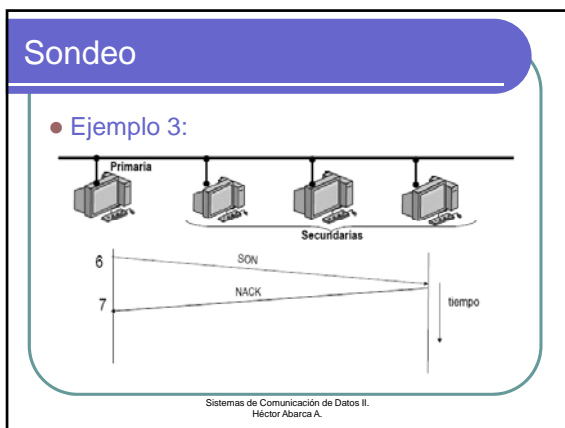 Sondeo
Ejemplo 3:
Primaria
Secundarias
6
SON
NACK
7
tiempo
Sistemas de Comunicación de Datos II.
Héctor Abarca A.